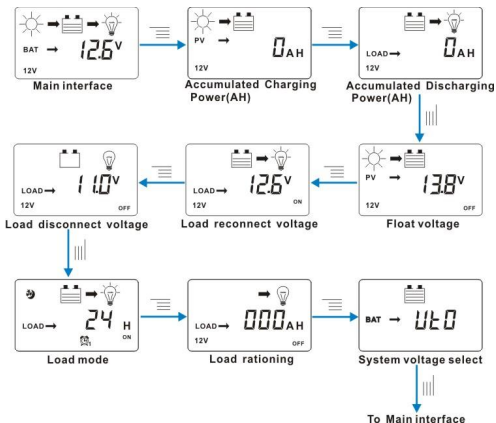 BAT → 12.6V
12V
Main interface
PV → 0AH
12V
Accumulated Charging
Power(AH)
LOAD→ 0AH
12V
Accumulated Discharging
Power(AH)
LOAD→ 11.0V
12V OFF
Load disconnect voltage
LOAD→ 12.6V
12V ON
Load reconnect voltage
PV → 13.8V
12V OFF
Float voltage
LOAD→ 24 H
ON
Load mode
LOAD→ 000AH
12V OFF
Load rationing
BAT → Ut0
System voltage select
To Main interface